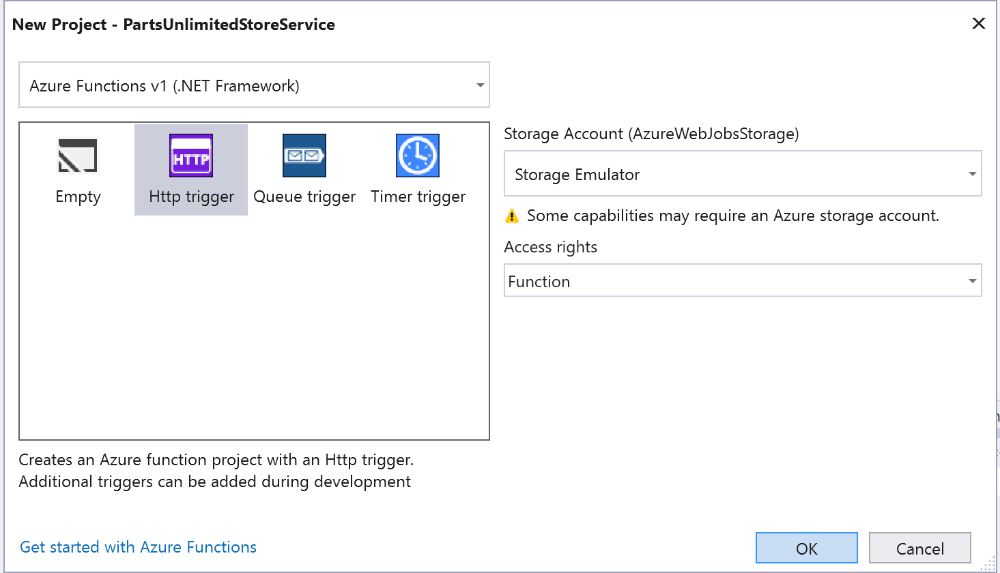 New Project - PartsUnlimitedStoreService
Azure Functions v1 (.NET Framework)
HTTP
Empty
Http trigger
Queue trigger
Timer trigger
Storage Account (AzureWebJobsStorage)
Storage Emulator
Some capabilities may require an Azure storage account.
Access rights
Function
Creates an Azure function project with an Http trigger.
Additional triggers can be added during development
Get started with Azure Functions
OK
Cancel